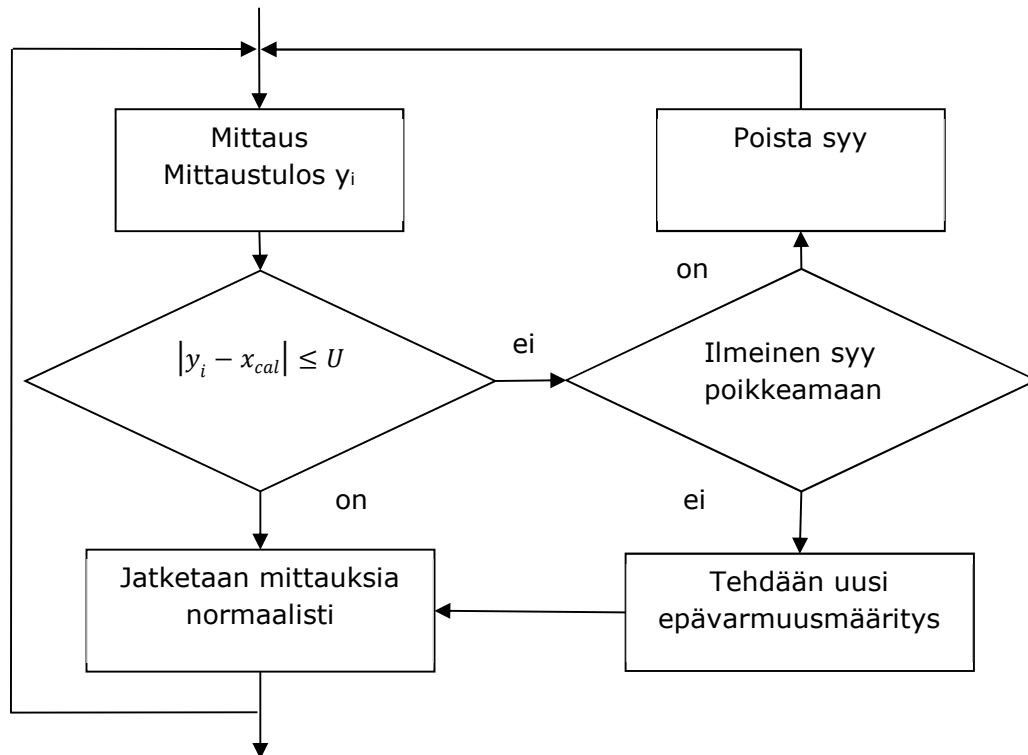 Mittaus
Mittaustulos yᵢ
Poista syy
on
|yᵢ − x_cal| ≤ U
ei
Ilmeinen syy
poikkeamaan
on
ei
Jatketaan mittauksia
normaalisti
Tehdään uusi
epävarmuusmääritys